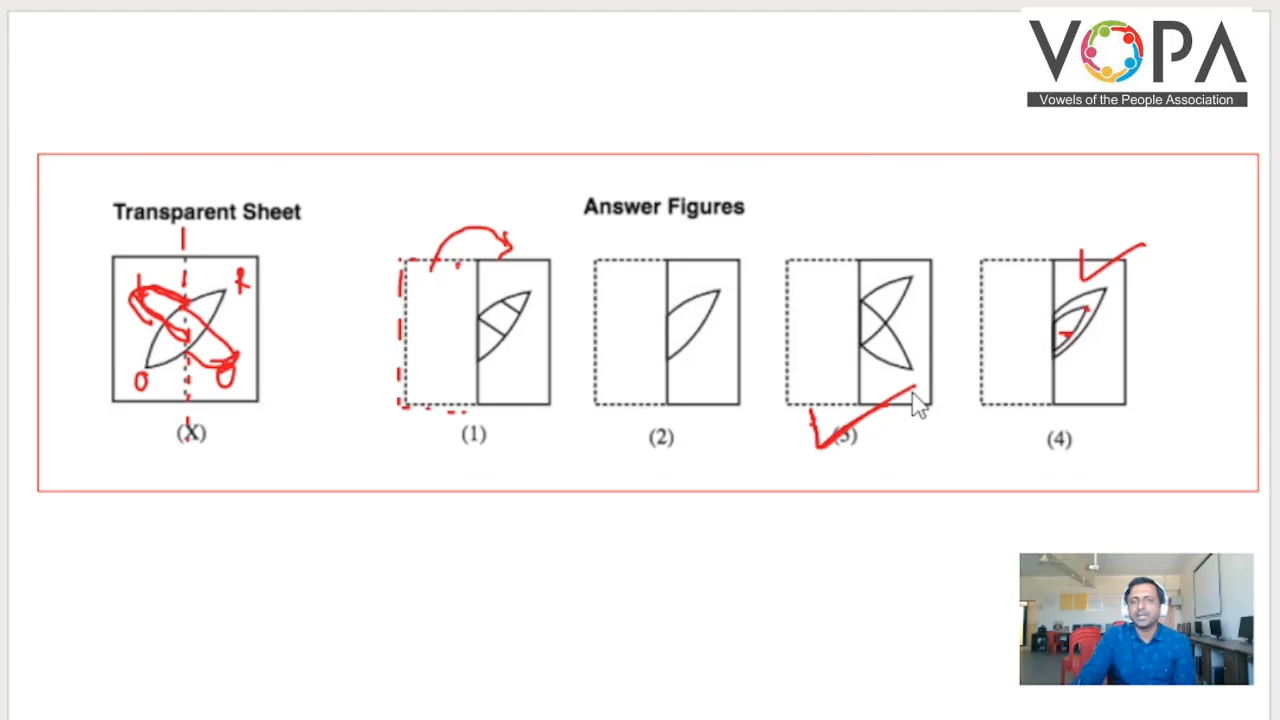 VOPA
Vowels of the People Association
Transparent Sheet
Answer Figures
R
(X)
(1)
(2)
(3)
(4)